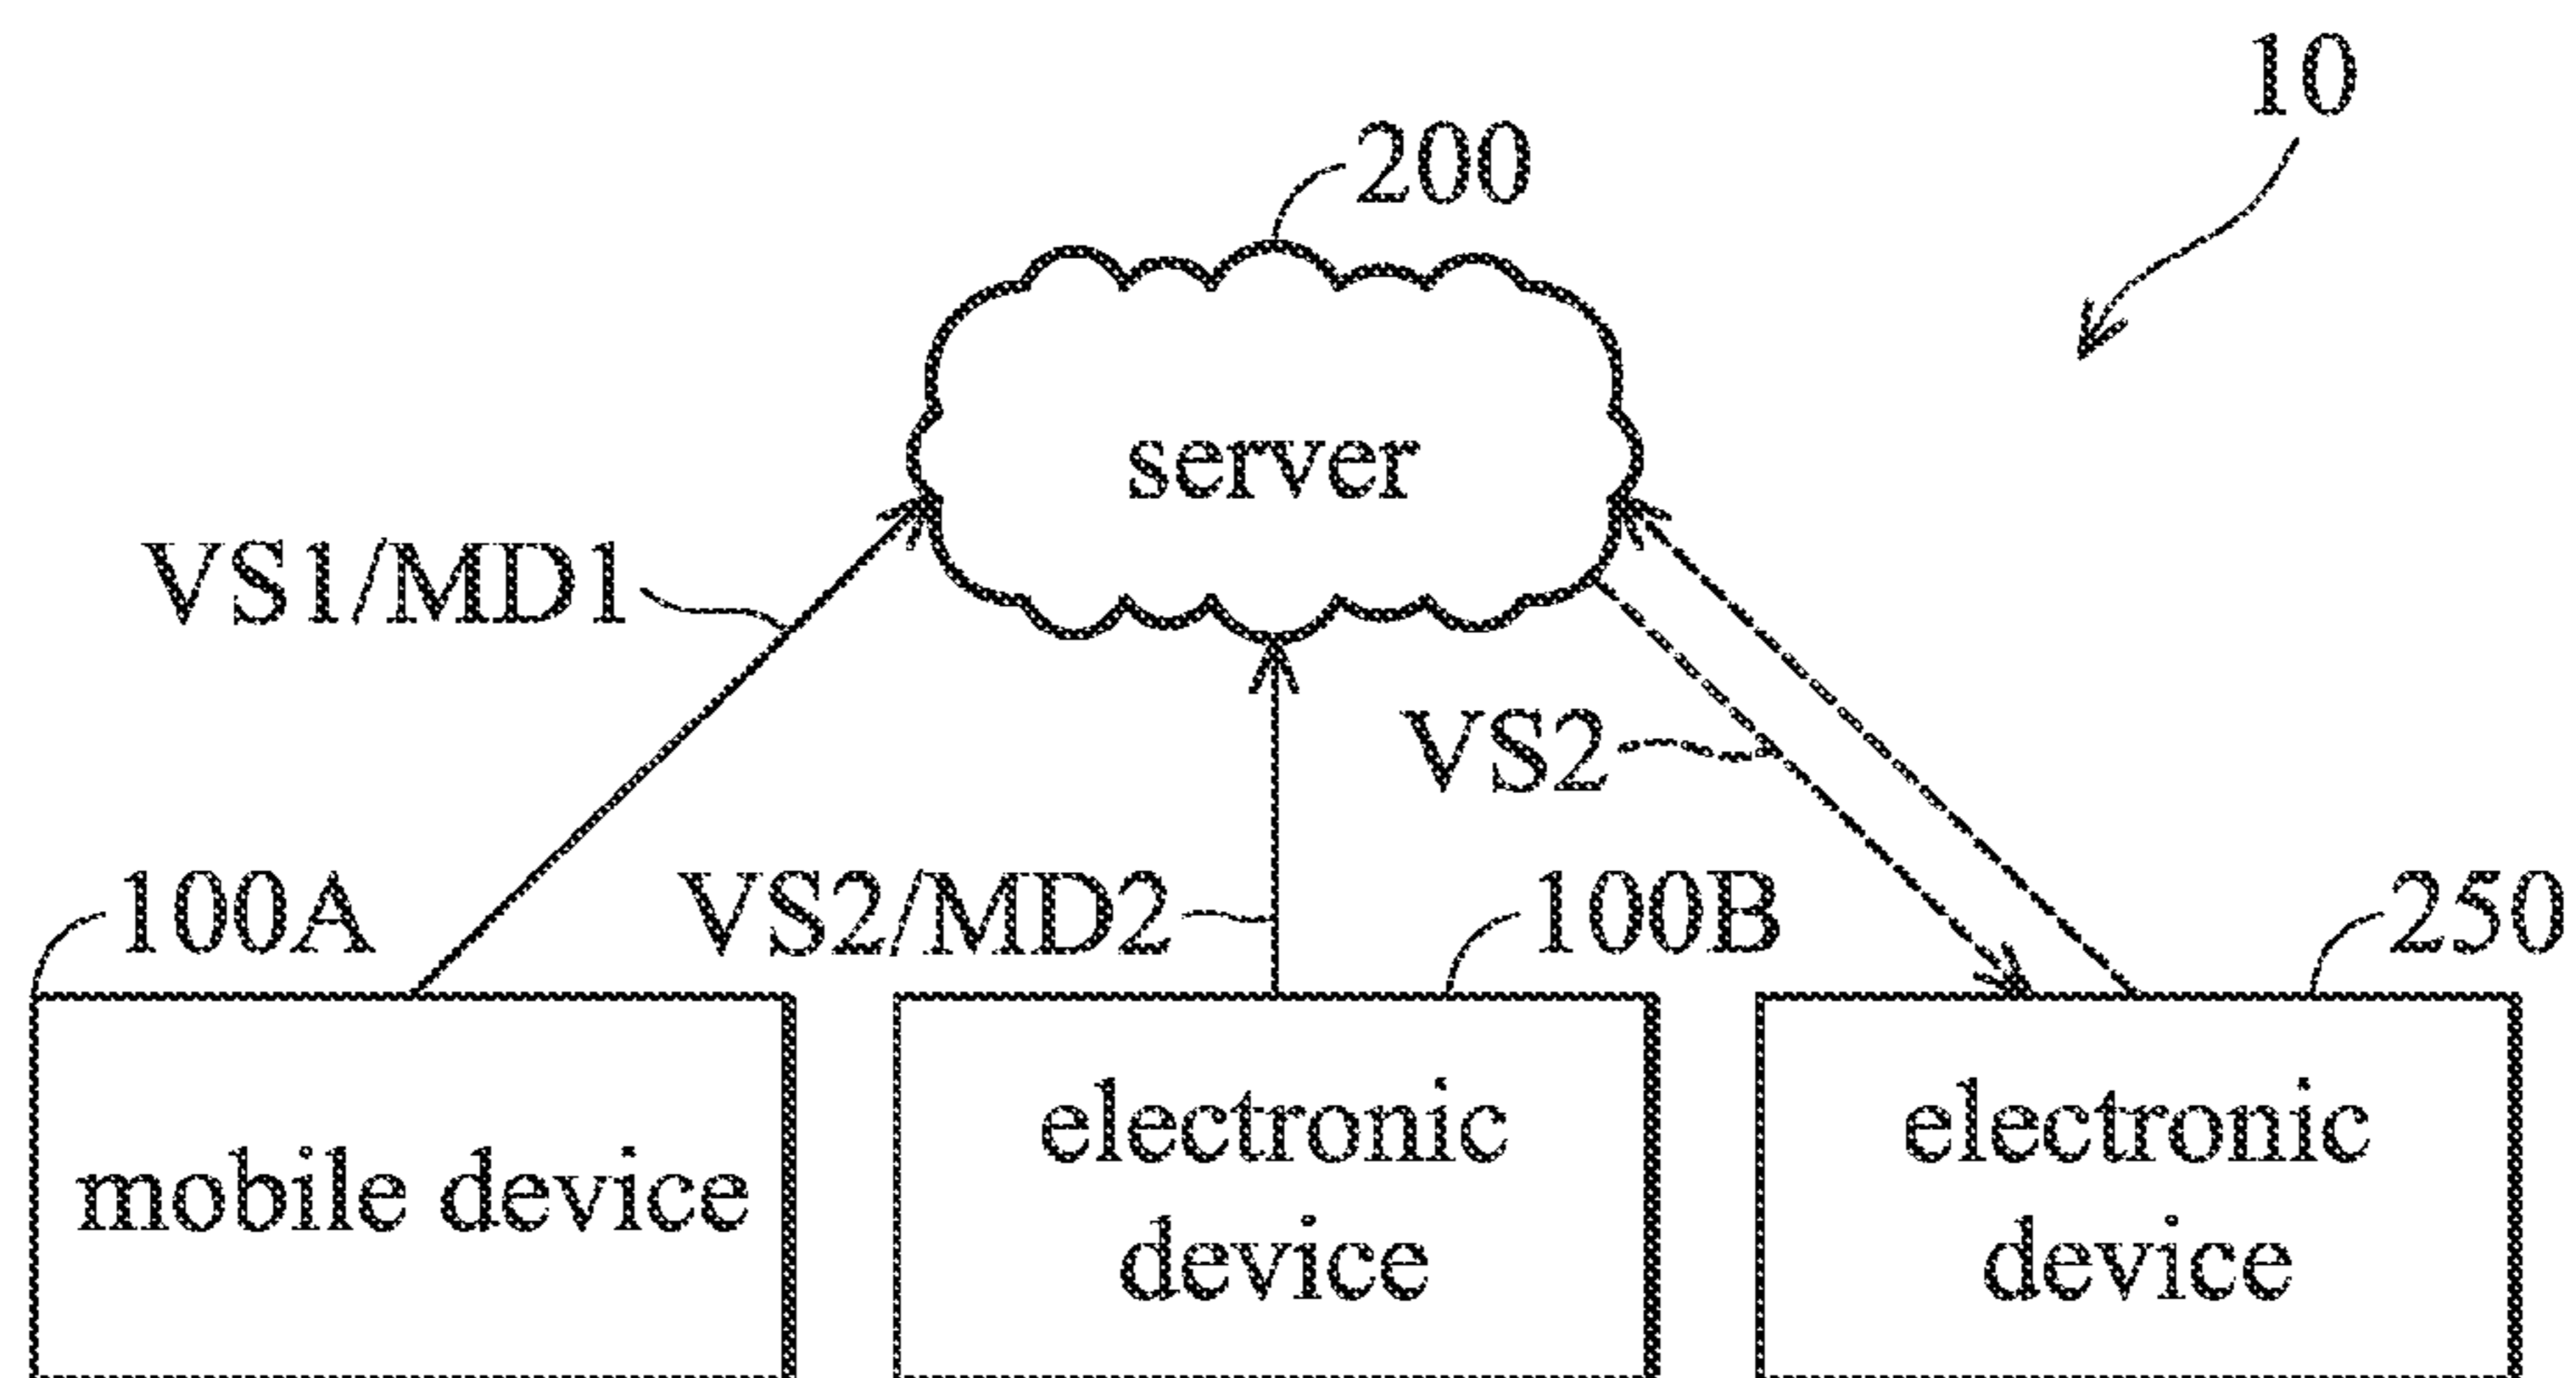 10
200
server
VS1/MD1
VS2
100A
VS2/MD2
100B
250
mobile device
electronic
device
electronic
device